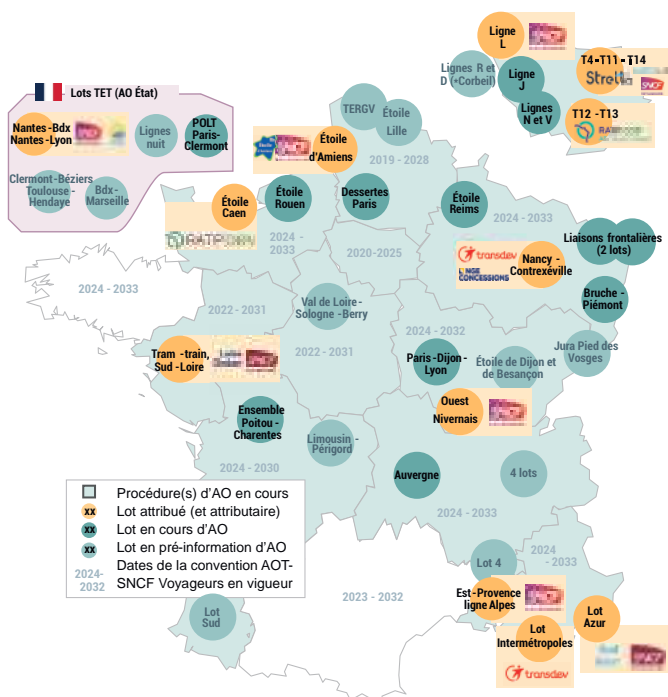 Lots TET (AO État)
Nantes-Bdx
Nantes-Lyon
Lignes
nuit
POLT
Paris-
Clermont
Clermont-Béziers
Toulouse -
Hendaye
Bdx-
Marseille
Ligne
L
Lignes R et
D (+Corbeil)
Ligne
J
Lignes
N et V
T4-T11-T14
SNCF
T12 -T13
TERGV
Étoile
Lille
Étoile
d'Amiens
2019 - 2028
Étoile
Caen
Étoile
Rouen
Dessertes
Paris
Étoile
Reims
2024 -
2033
2020-2025
2024 - 2033
transdev
CONCESSIONS
Nancy -
Contrexéville
Liaisons frontalières
(2 lots)
Bruche -
Piémont
2024 - 2033
2022 - 2031
Val de Loire -
Sologne -Berry
2022 - 2031
Tram -train,
Sud -Loire
2024 - 2032
Paris -Dijon -
Lyon
Étoile de Dijon et
de Besançon
Jura Pied des
Vosges
Ouest
Nivernais
Ensemble
Poitou -
Charentes
Limousin -
Périgord
2024 - 2030
Auvergne
4 lots
2024 - 2033
Procédure(s) d'AO en cours
xx Lot attribué (et attributaire)
xx Lot en cours d'AO
xx Lot en pré-information d'AO
2024-
2032
Dates de la convention AOT-
SNCF Voyageurs en vigueur
Lot 4
2024 -
2033
2023 - 2032
Lot
Sud
Est-Provence
ligne Alpes
Lot
Azur
Lot
Intermétropoles
transdev